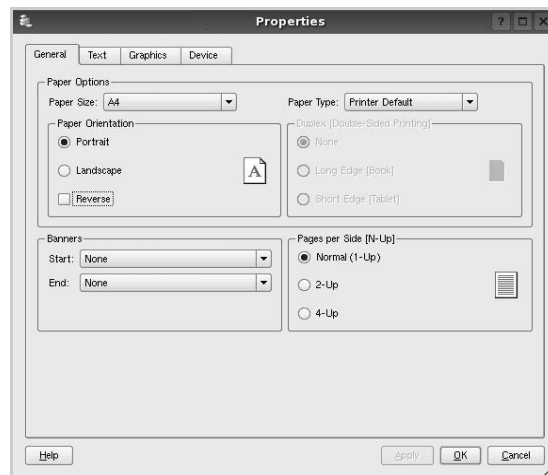 Properties
General Text Graphics Device
Paper Options
Paper Size: A4 Paper Type: Printer Default
Paper Orientation Duplex [Double-Sided Printing]
Portrait None
Landscape A Long Edge [Book]
Reverse Short Edge [Tablet]
Banners Pages per Side [N-Up]
Start: None Normal (1-Up)
End: None 2-Up
4-Up
Help Apply OK Cancel